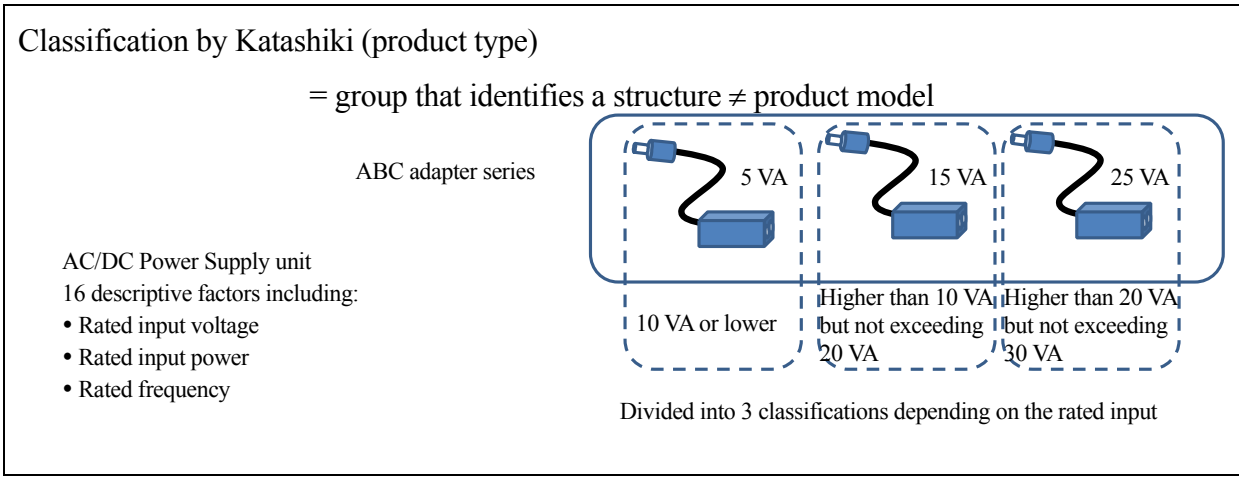 Classification by Katashiki (product type)
= group that identifies a structure ≠ product model
ABC adapter series
5 VA
15 VA
25 VA
AC/DC Power Supply unit
16 descriptive factors including:
• Rated input voltage
• Rated input power
• Rated frequency
10 VA or lower
Higher than 10 VA
but not exceeding
20 VA
Higher than 20 VA
but not exceeding
30 VA
Divided into 3 classifications depending on the rated input